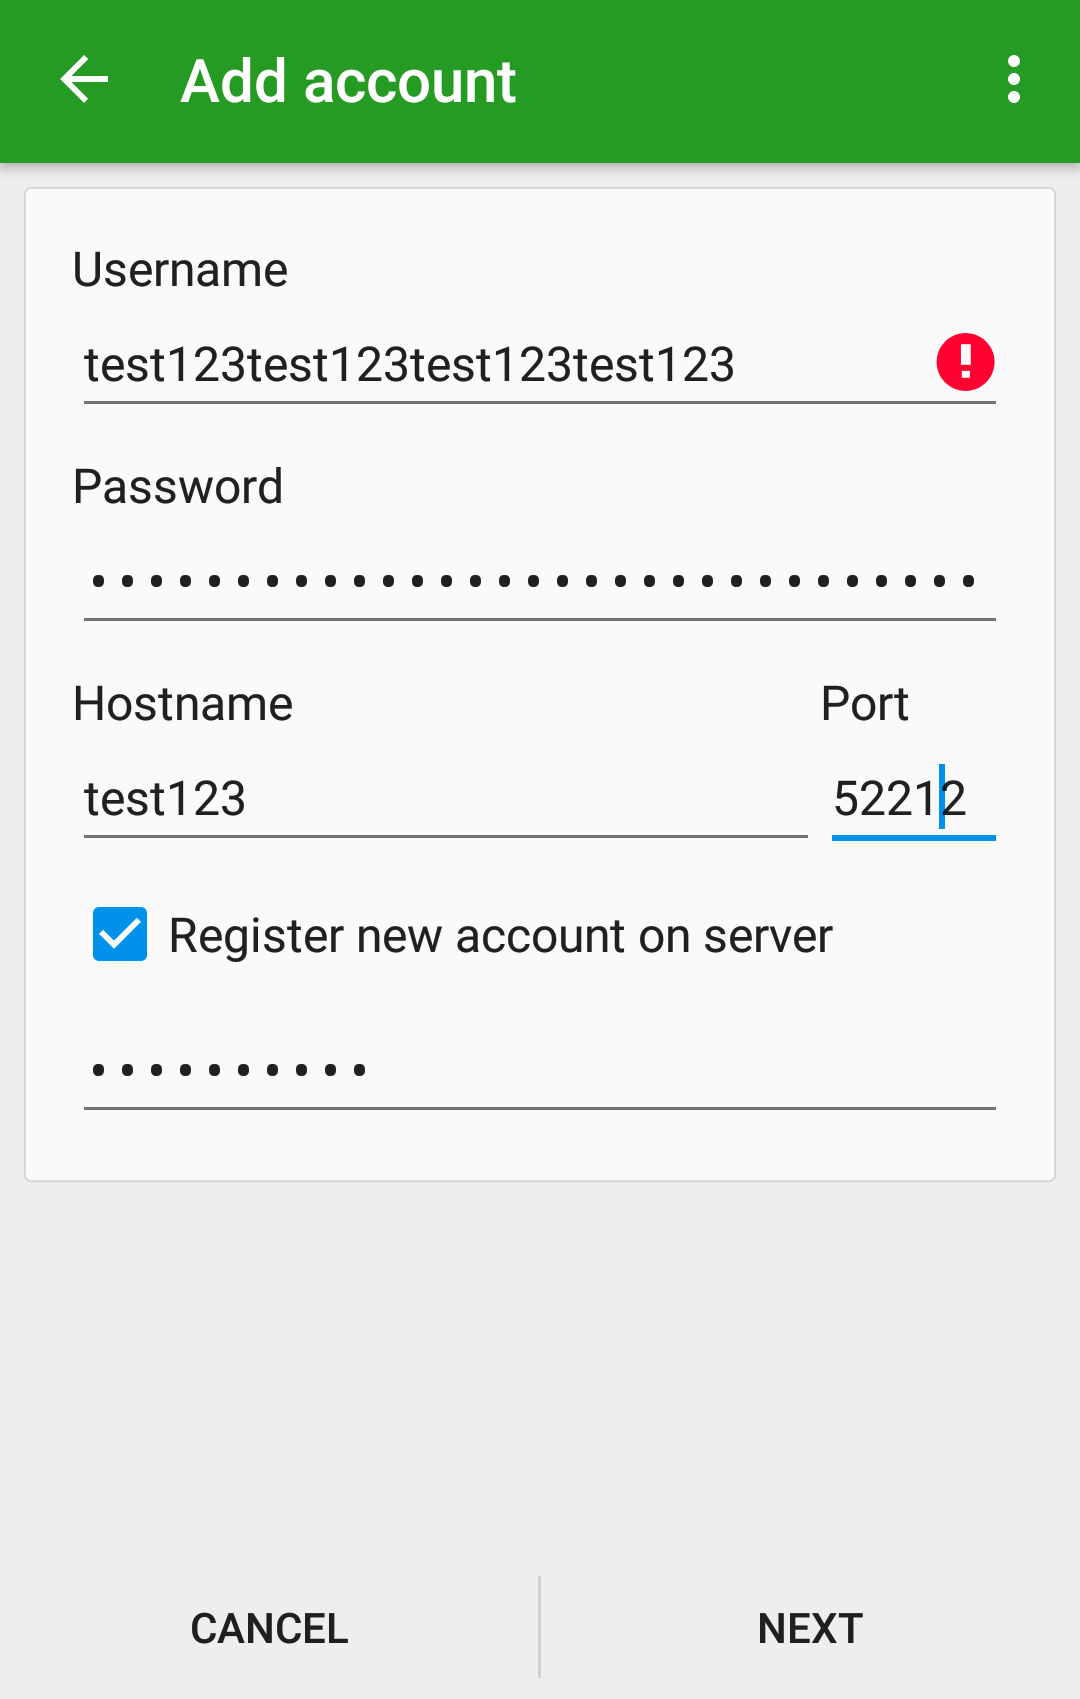 Add account
Username
test123test123test123test123
Password
•••••••••••••••••••••••••••••••
Hostname Port
test123 52212
Register new account on server
••••••••••
CANCEL NEXT